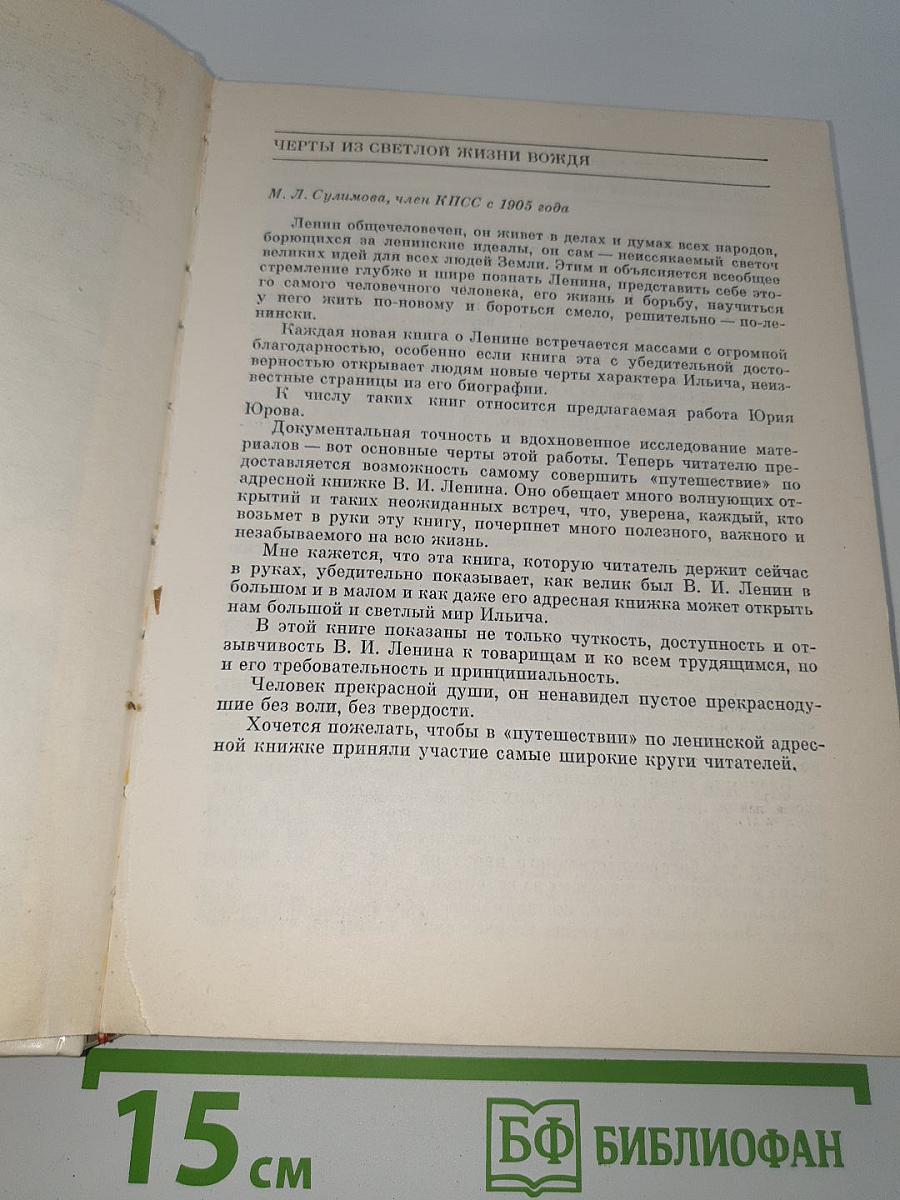 ЧЕРТЫ ИЗ СВЕТЛОЙ ЖИЗНИ ВОЖДЯ
М. Л. Сулимова, член КПСС с 1905 года
Ленин общечеловечен, он живет в делах и думах всех народов,
борющихся за ленинские идеалы, он сам — неиссякаемый светоч
великих идей для всех людей Земли. Этим и объясняется всеобщее
стремление глубже и шире познать Ленина, представить себе это-
го самого человечного человека, его жизнь и борьбу, научиться
у него жить по-новому и бороться смело, решительно — по-ле-
нински.
Каждая новая книга о Ленине встречается массами с огромной
благодарностью, особенно если книга эта с убедительной досто-
верностью открывает людям новые черты характера Ильича, неиз-
вестные страницы из его биографии.
К числу таких книг относится предлагаемая работа Юрия
Юрова.
Документальная точность и вдохновенное исследование мате-
риалов — вот основные черты этой работы. Теперь читателю пре-
доставляется возможность самому совершить «путешествие» по
адресной книжке В. И. Ленина. Оно обещает много волнующих от-
крытий и таких неожиданных встреч, что, уверена, каждый, кто
возьмет в руки эту книгу, почерпнет много полезного, важного и
незабываемого на всю жизнь.
Мне кажется, что эта книга, которую читатель держит сейчас
в руках, убедительно показывает, как велик был В. И. Ленин в
большом и в малом и как даже его адресная книжка может открыть
нам большой и светлый мир Ильича.
В этой книге показаны не только чуткость, доступность и от-
зывчивость В. И. Ленина к товарищам и ко всем трудящимся, но
и его требовательность и принципиальность.
Человек прекрасной души, он ненавидел пустое прекраснодун-
шие без воли, без твердости.
Хочется пожелать, чтобы в «путешествии» по ленинской адрес-
ной книжке приняли участие самые широкие круги читателей.
15 см
БФ БИБЛИОФАН